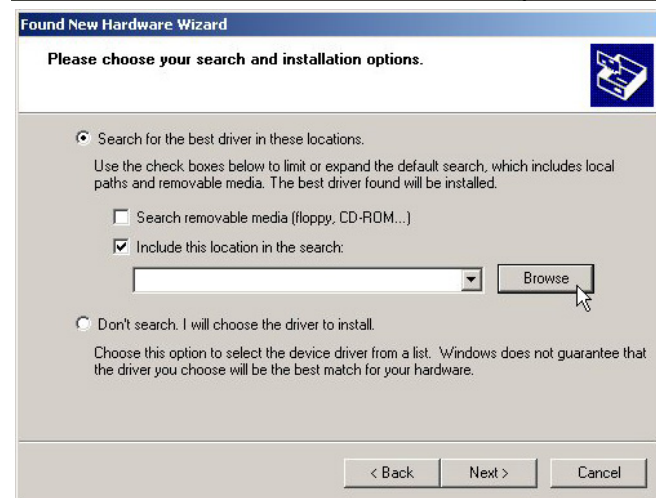 Found New Hardware Wizard
Please choose your search and installation options.
Search for the best driver in these locations.
Use the check boxes below to limit or expand the default search, which includes local
paths and removable media. The best driver found will be installed.
Search removable media (floppy, CD-ROM...)
Include this location in the search:
Browse
Don't search. I will choose the driver to install.
Choose this option to select the device driver from a list. Windows does not guarantee that
the driver you choose will be the best match for your hardware.
< Back Next > Cancel